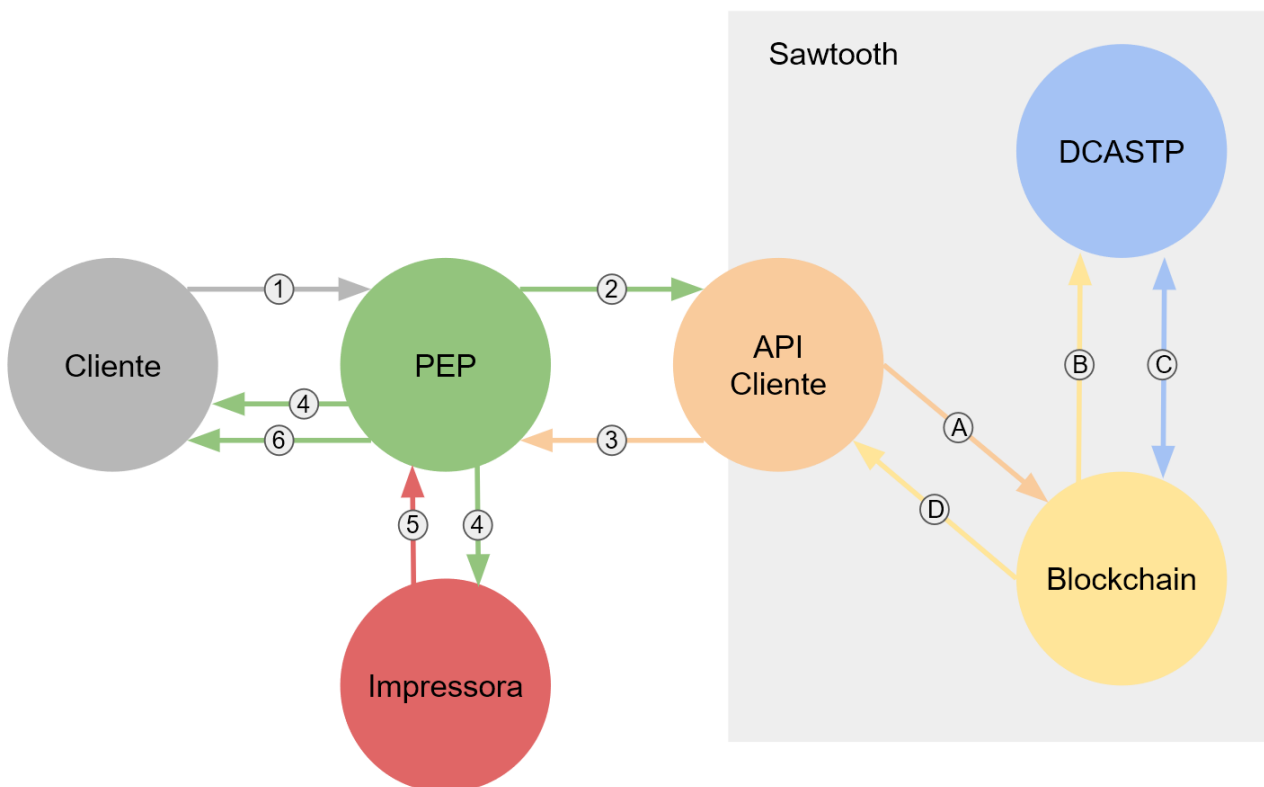 Sawtooth
DCASTP
1
2
Cliente
PEP
API
Cliente
B
C
4
6
3
A
D
5
4
Blockchain
Impressora